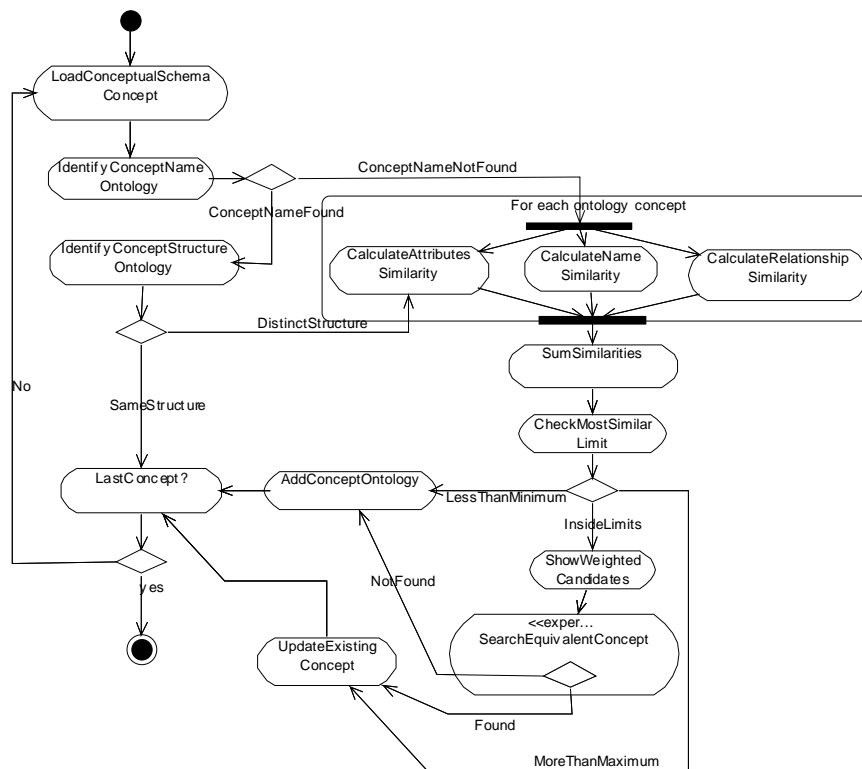 LoadConceptualSchema
Concept
IdentifyConceptName
Ontology
ConceptNameNotFound
ConceptNameFound
For each ontology concept
IdentifyConceptStructure
Ontology
CalculateAttributes
Similarity
CalculateName
Similarity
CalculateRelationship
Similarity
DistinctStructure
SumSimilarities
No
SameStructure
CheckMostSimilar
Limit
LastConcept?
AddConceptOntology
LessThanMinimum
InsideLimits
ShowWeighted
Candidates
NotFound
yes
<<exper...
SearchEquivalentConcept
UpdateExisting
Concept
Found
MoreThanMaximum